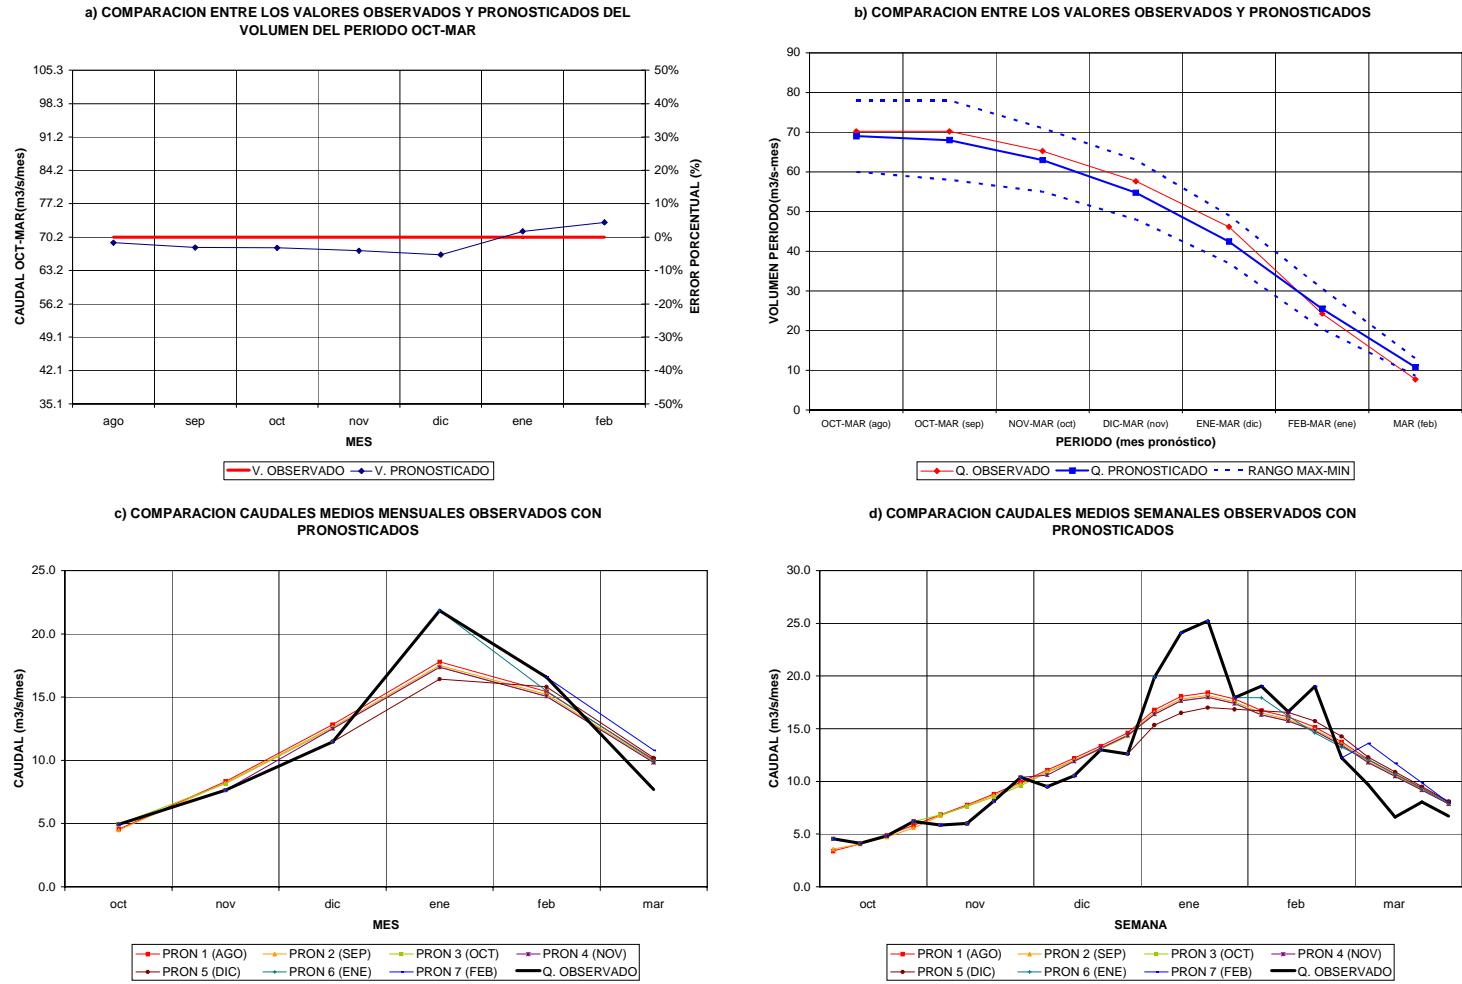 a) COMPARACION ENTRE LOS VALORES OBSERVADOS Y PRONOSTICADOS DEL
VOLUMEN DEL PERIODO OCT-MAR
CAUDAL OCT-MAR(m3/s/mes)
105.3
98.3
91.2
84.2
77.2
70.2
63.2
56.2
49.1
42.1
35.1
50%
40%
30%
20%
10%
0%
-10%
-20%
-30%
-40%
-50%
ERROR PORCENTUAL (%)
ago sep oct nov dic ene feb
MES
V. OBSERVADO V. PRONOSTICADO
b) COMPARACION ENTRE LOS VALORES OBSERVADOS Y PRONOSTICADOS
VOLUMEN PERIODO(m3/s-mes)
90
80
70
60
50
40
30
20
10
0
OCT-MAR (ago) OCT-MAR (sep) NOV-MAR (oct) DIC-MAR (nov) ENE-MAR (dic) FEB-MAR (ene) MAR (feb)
PERIODO (mes pronóstico)
Q. OBSERVADO Q. PRONOSTICADO RANGO MAX-MIN
c) COMPARACION CAUDALES MEDIOS MENSUALES OBSERVADOS CON
PRONOSTICADOS
CAUDAL (m3/s/mes)
25.0
20.0
15.0
10.0
5.0
0.0
oct nov dic ene feb mar
MES
PRON 1 (AGO) PRON 2 (SEP) PRON 3 (OCT) PRON 4 (NOV)
PRON 5 (DIC) PRON 6 (ENE) PRON 7 (FEB) Q. OBSERVADO
d) COMPARACION CAUDALES MEDIOS SEMANALES OBSERVADOS CON
PRONOSTICADOS
CAUDAL (m3/s/mes)
30.0
25.0
20.0
15.0
10.0
5.0
0.0
oct nov dic ene feb mar
SEMANA
PRON 1 (AGO) PRON 2 (SEP) PRON 3 (OCT) PRON 4 (NOV)
PRON 5 (DIC) PRON 6 (ENE) PRON 7 (FEB) Q. OBSERVADO